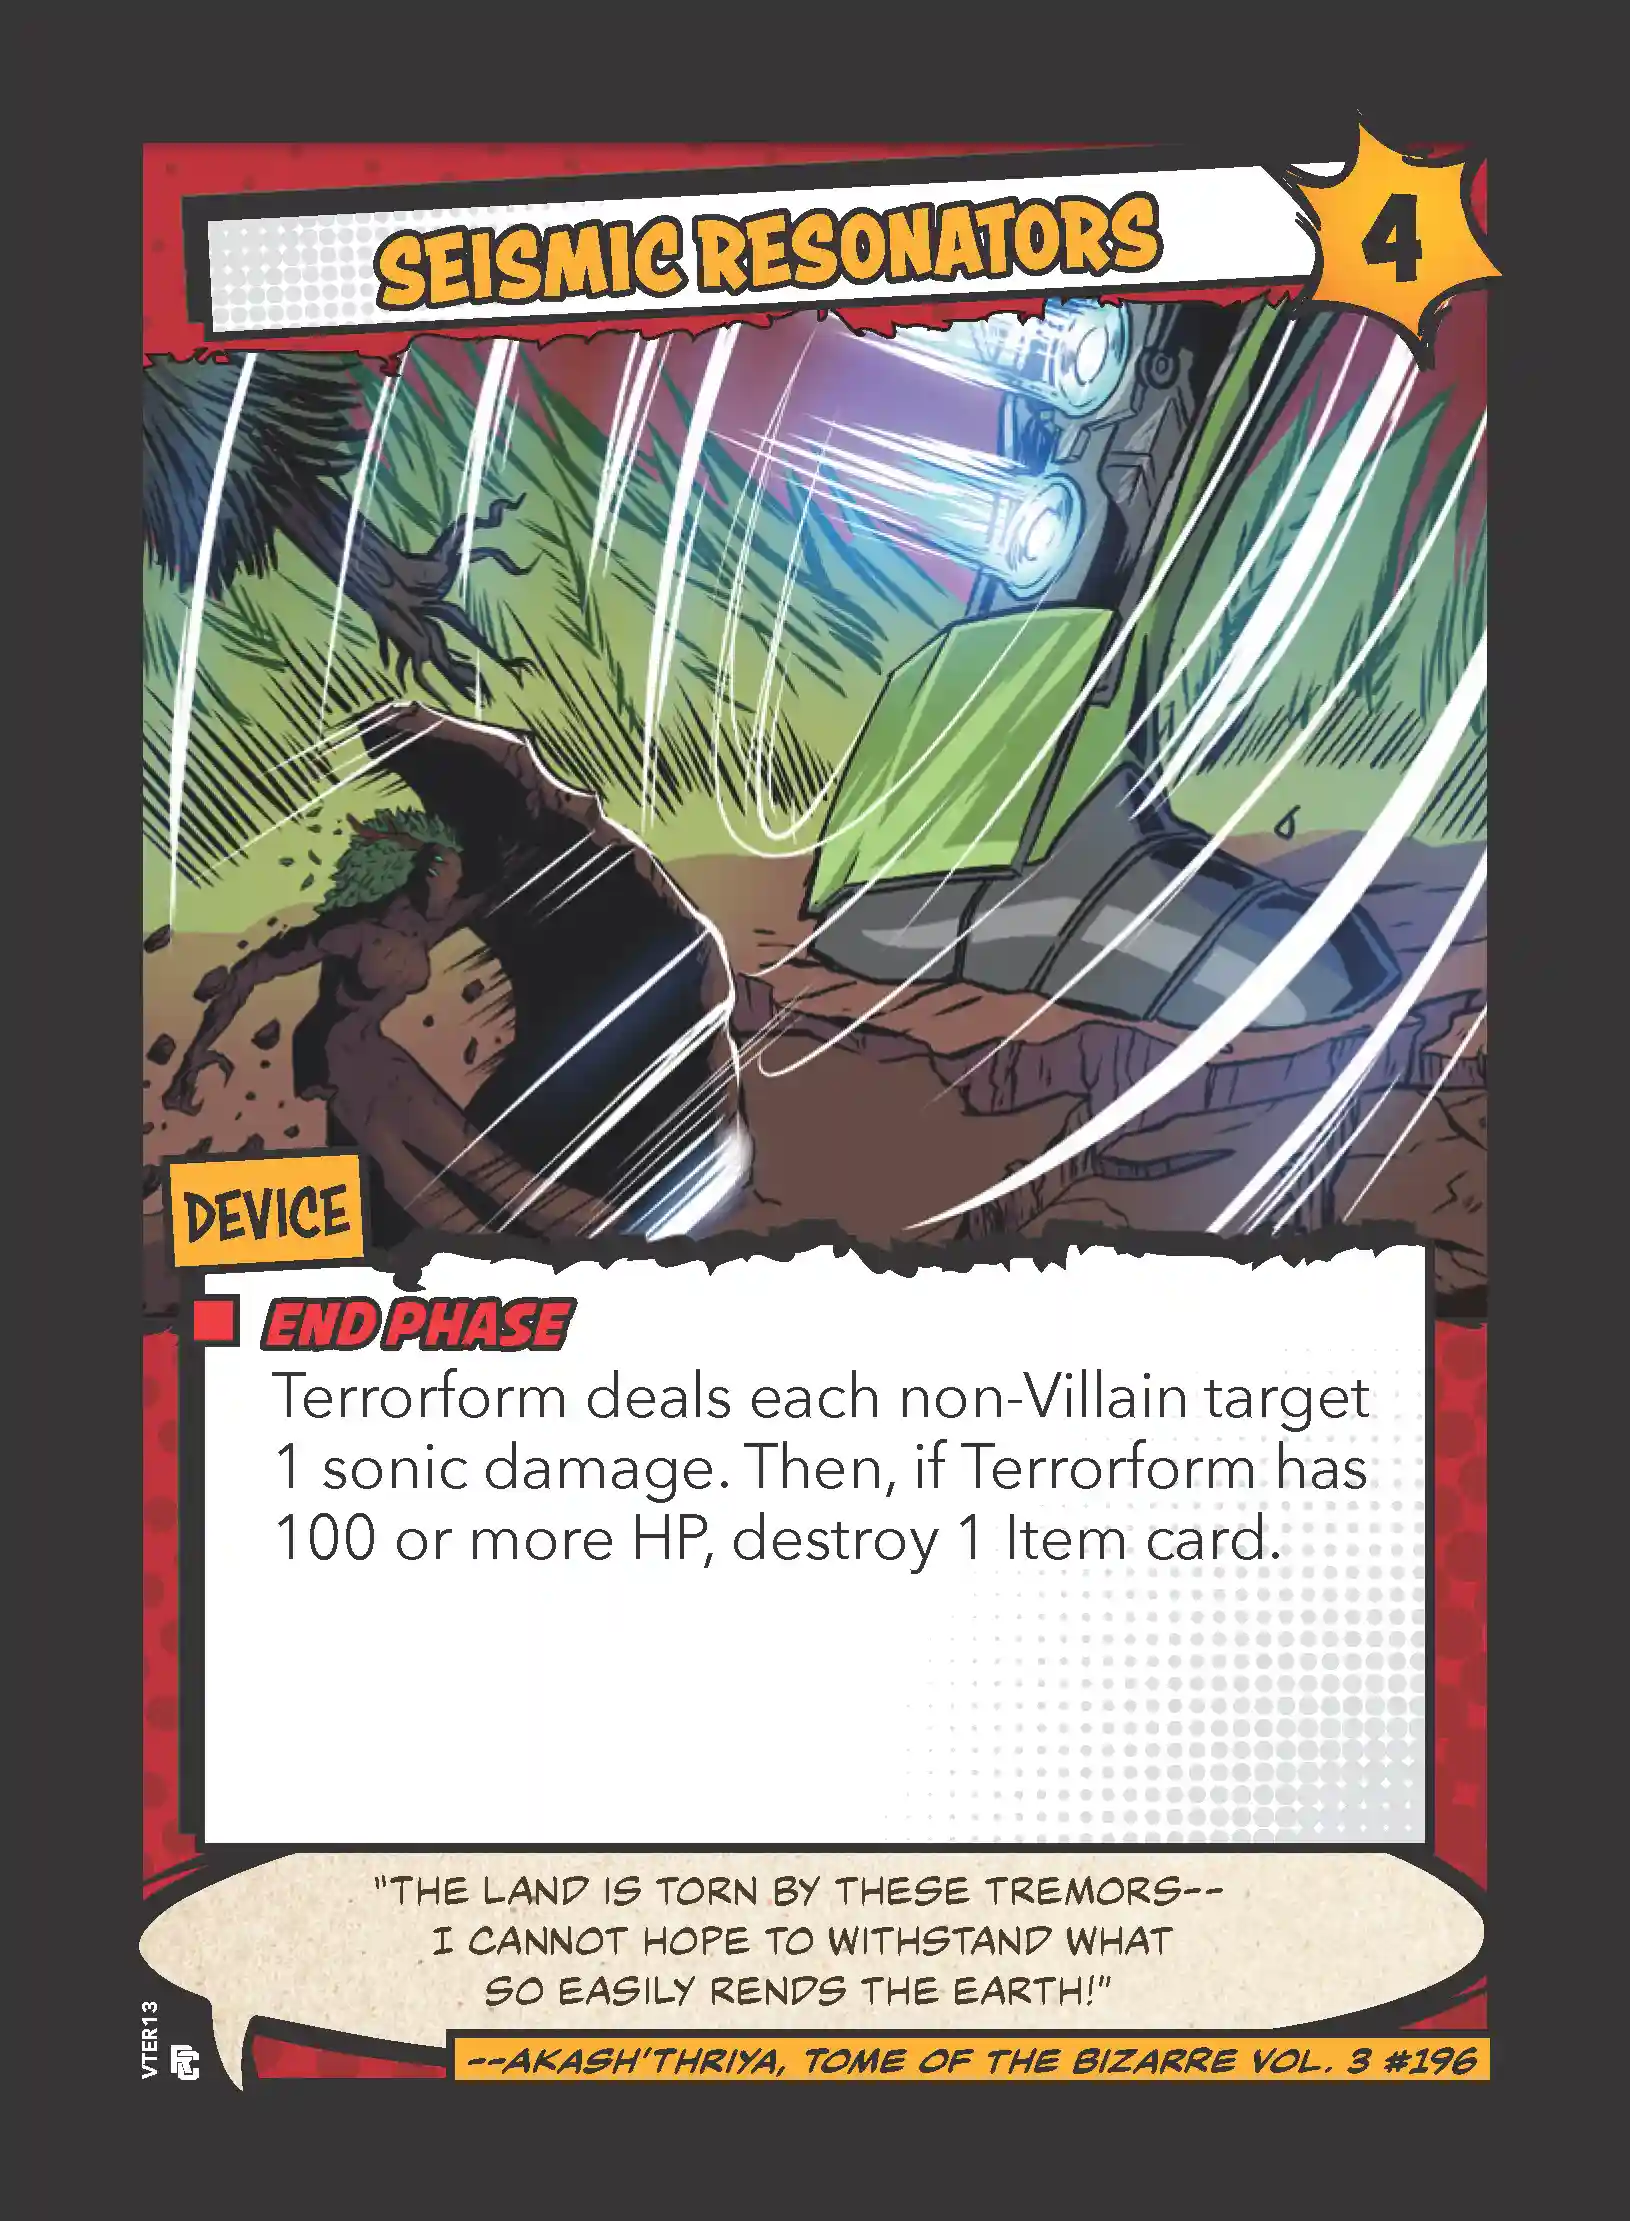 SEISMIC RESONATORS
4
DEVICE
END PHASE
Terrorform deals each non-Villain target
1 sonic damage. Then, if Terrorform has
100 or more HP, destroy 1 Item card.
"THE LAND IS TORN BY THESE TREMORS--
I CANNOT HOPE TO WITHSTAND WHAT
SO EASILY RENDS THE EARTH!"
--AKASH'THRIYA, TOME OF THE BIZARRE VOL. 3 #196
VTER13